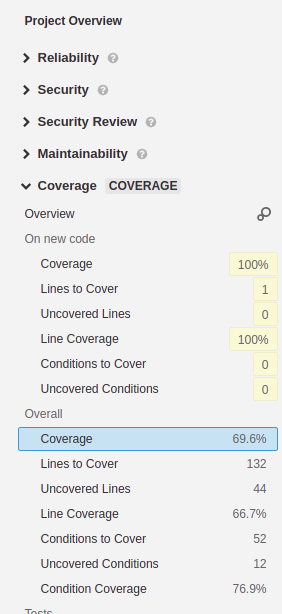 Project Overview
Reliability ?
Security ?
Security Review ?
Maintainability ?
Coverage COVERAGE
Overview
On new code
Coverage 100%
Lines to Cover 1
Uncovered Lines 0
Line Coverage 100%
Conditions to Cover 0
Uncovered Conditions 0
Overall
Coverage 69.6%
Lines to Cover 132
Uncovered Lines 44
Line Coverage 66.7%
Conditions to Cover 52
Uncovered Conditions 12
Condition Coverage 76.9%
Tests